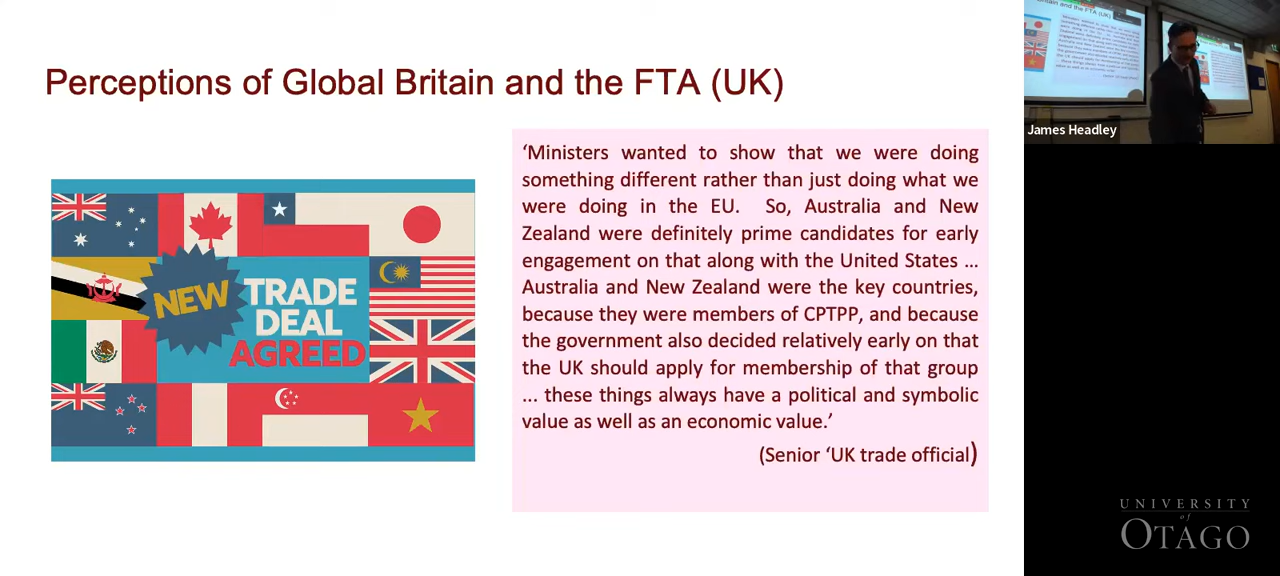 Perceptions of Global Britain and the FTA (UK)
NEW
TRADE
DEAL
AGREED
‘Ministers wanted to show that we were doing
something different rather than just doing what we
were doing in the EU. So, Australia and New
Zealand were definitely prime candidates for early
engagement on that along with the United States ...
Australia and New Zealand were the key countries,
because they were members of CPTPP, and because
the government also decided relatively early on that
the UK should apply for membership of that group
... these things always have a political and symbolic
value as well as an economic value.’
(Senior ‘UK trade official)
James Headley
UNIVERSITY
of
OTAGO